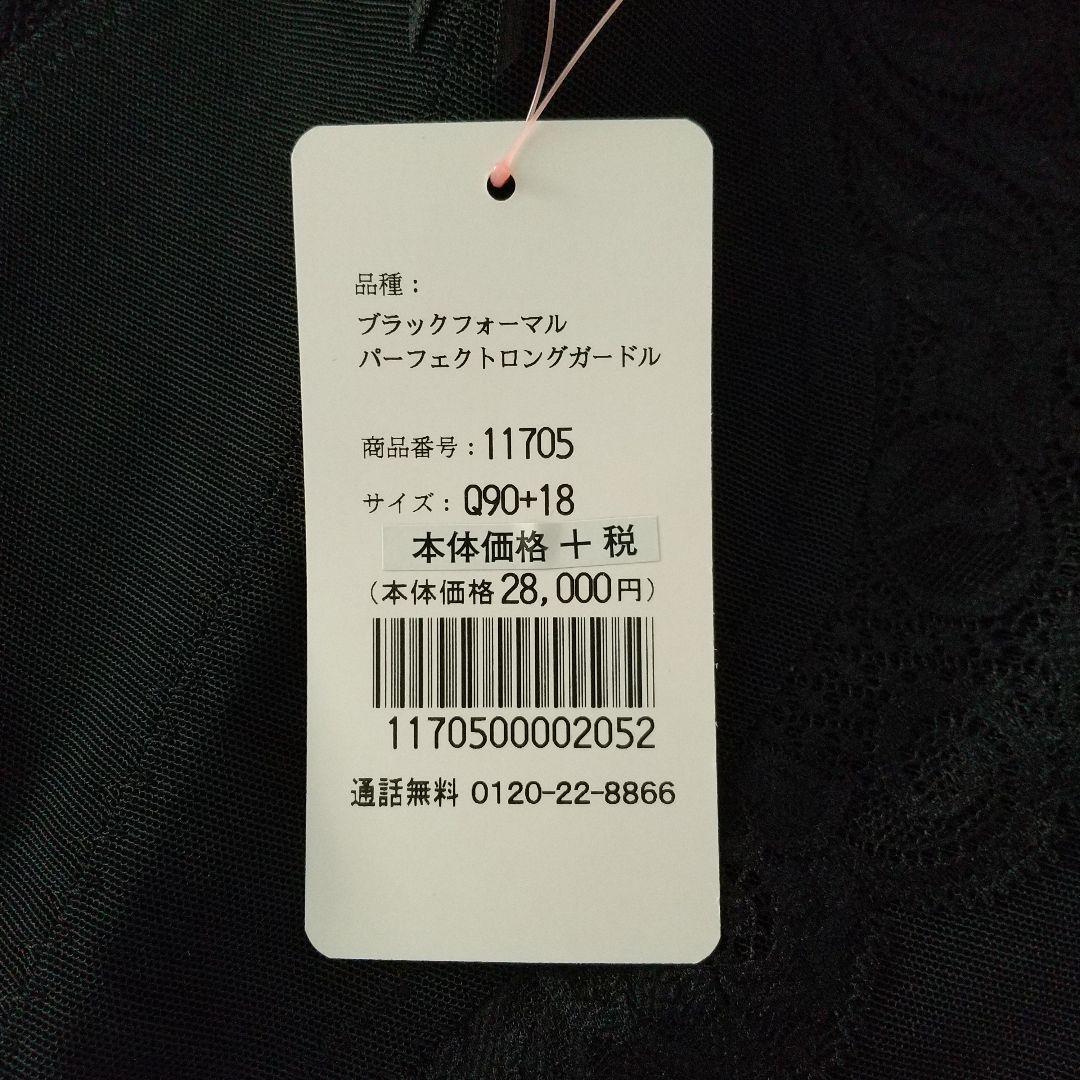 品種：
ブラックフォーマル
パーフェクトロングガードル
商品番号：11705
サイズ：Q90+18
本体価格＋税
（本体価格28,000円）
1170500002052
通話無料 0120-22-8866